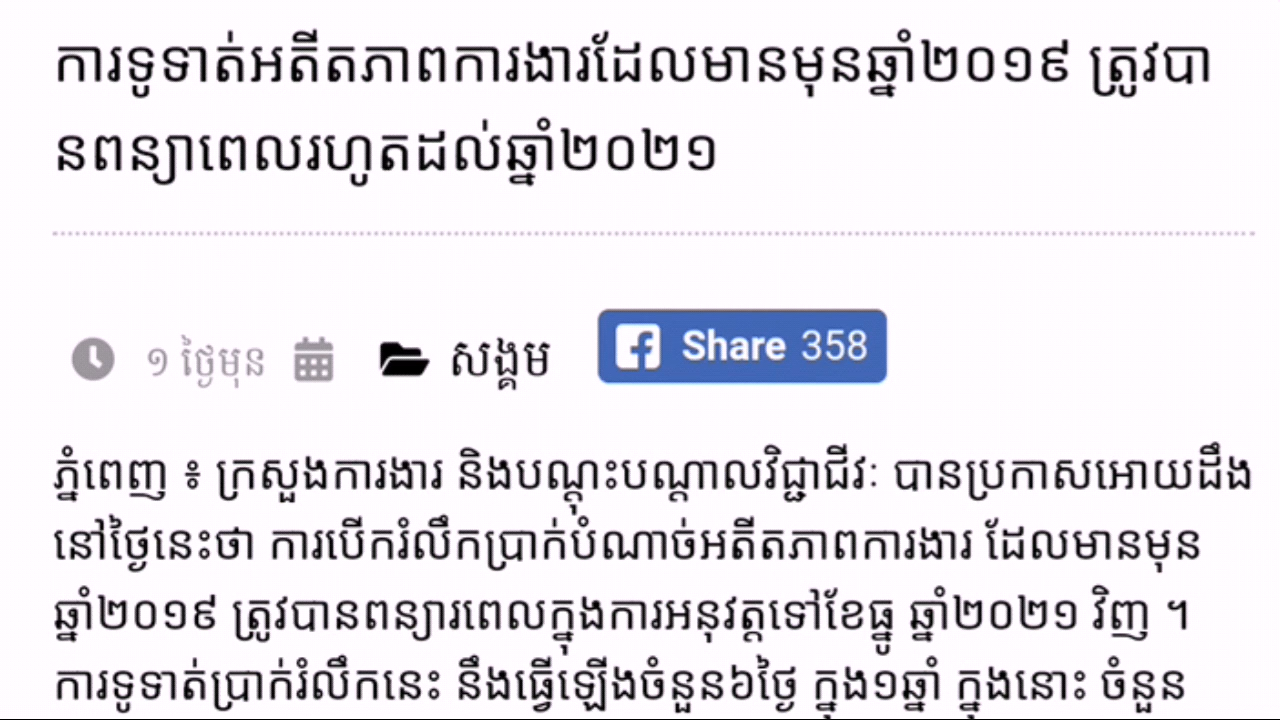 ការទូទាត់អតីតភាពការងារដែលមានមុនឆ្នាំ២០១៩ ត្រូវបា
នពន្យាពេលរហូតដល់ឆ្នាំ២០២១
១ ថ្ងៃមុន សង្គម Share 358
ភ្នំពេញ ៖ ក្រសួងការងារ និងបណ្តុះបណ្តាលវិជ្ជាជីវៈ បានប្រកាសអោយដឹង
នៅថ្ងៃនេះថា ការបើករំលឹកប្រាក់បំណាច់អតីតភាពការងារ ដែលមានមុន
ឆ្នាំ២០១៩ ត្រូវបានពន្យារពេលក្នុងការអនុវត្តទៅខែធ្នូ ឆ្នាំ២០២១ វិញ ។
ការទូទាត់ប្រាក់រំលឹកនេះ នឹងធ្វើឡើងចំនួន៦ថ្ងៃ ក្នុង១ឆ្នាំ ក្នុងនោះ ចំនួន